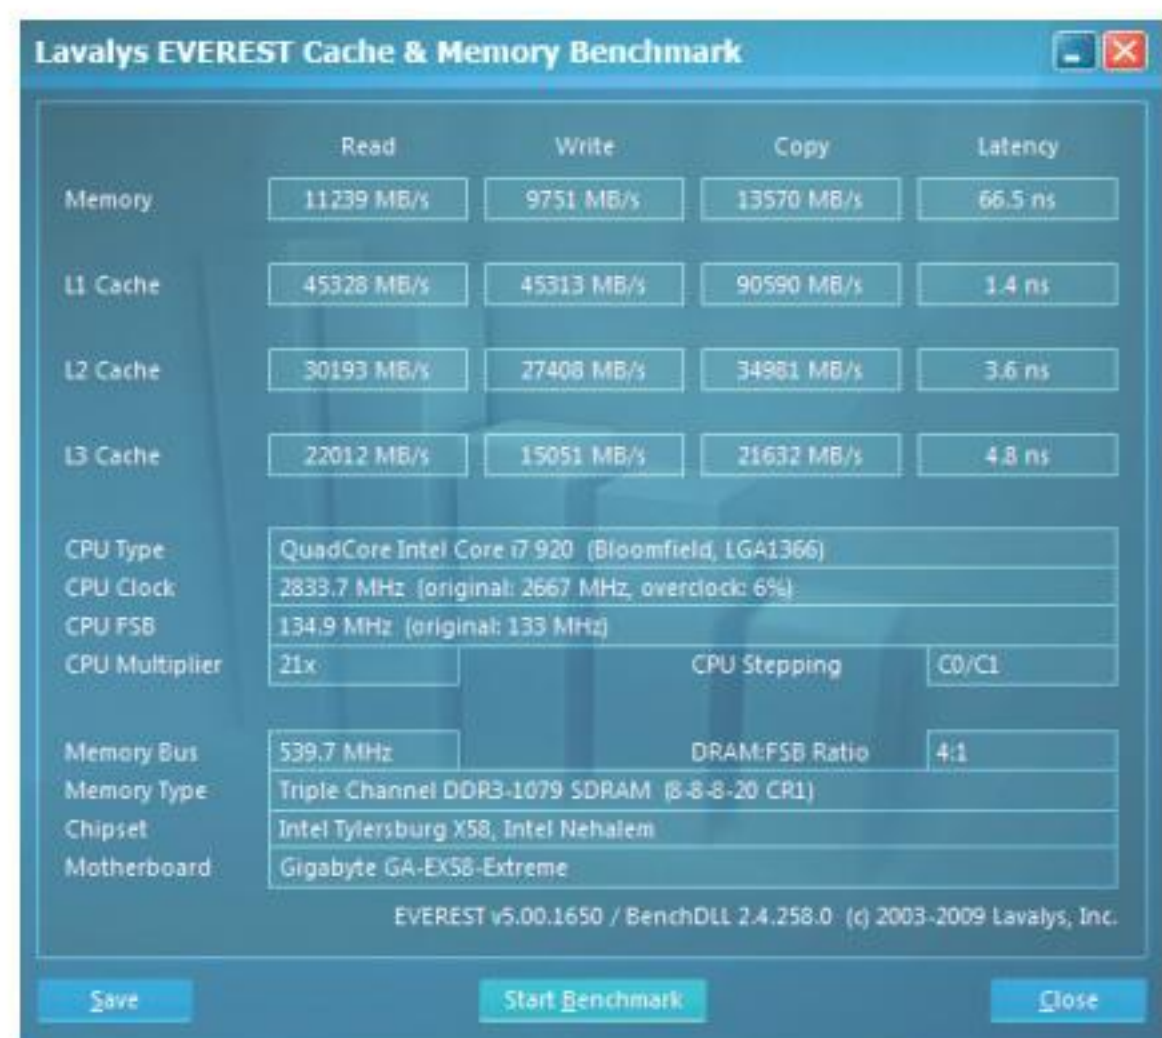 Lavalys EVEREST Cache & Memory Benchmark
Read Write Copy Latency
Memory 11239 MB/s 9751 MB/s 13570 MB/s 66.5 ns
L1 Cache 45328 MB/s 45313 MB/s 90590 MB/s 1.4 ns
L2 Cache 30193 MB/s 27408 MB/s 34981 MB/s 3.6 ns
L3 Cache 22012 MB/s 15051 MB/s 21632 MB/s 4.8 ns
CPU Type QuadCore Intel Core i7 920 (Bloomfield, LGA1366)
CPU Clock 2833.7 MHz (original: 2667 MHz, overclock: 6%)
CPU FSB 134.9 MHz (original: 133 MHz)
CPU Multiplier 21x CPU Stepping C0/C1
Memory Bus 539.7 MHz DRAM:FSB Ratio 4:1
Memory Type Triple Channel DDR3-1079 SDRAM (8-8-8-20 CR1)
Chipset Intel Tylersburg X58, Intel Nehalem
Motherboard Gigabyte GA-EX58-Extreme
EVEREST v5.00.1650 / BenchDLL 2.4.258.0 (c) 2003-2009 Lavalys, Inc.
Save Start Benchmark Close